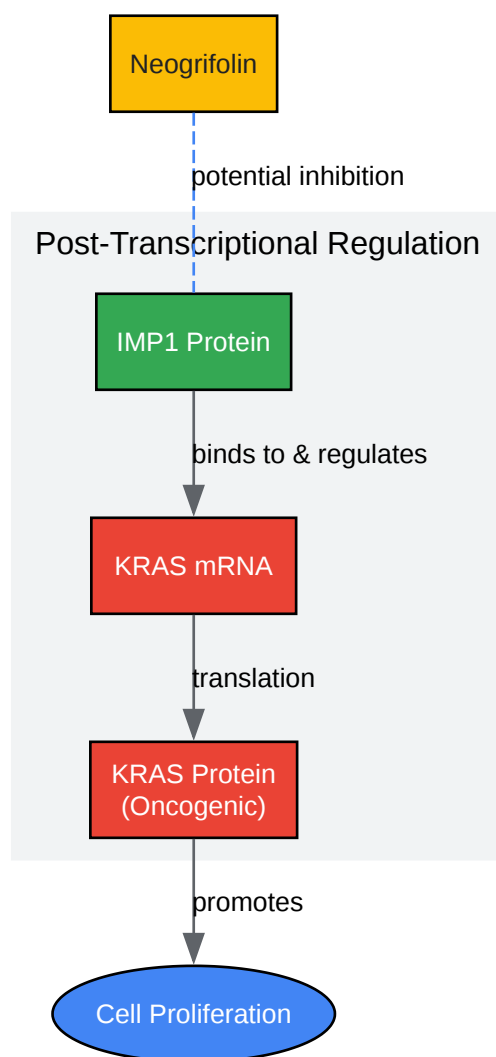 Neogrifolin
potential inhibition
Post-Transcriptional Regulation
IMP1 Protein
binds to & regulates
KRAS mRNA
translation
KRAS Protein
(Oncogenic)
promotes
Cell Proliferation